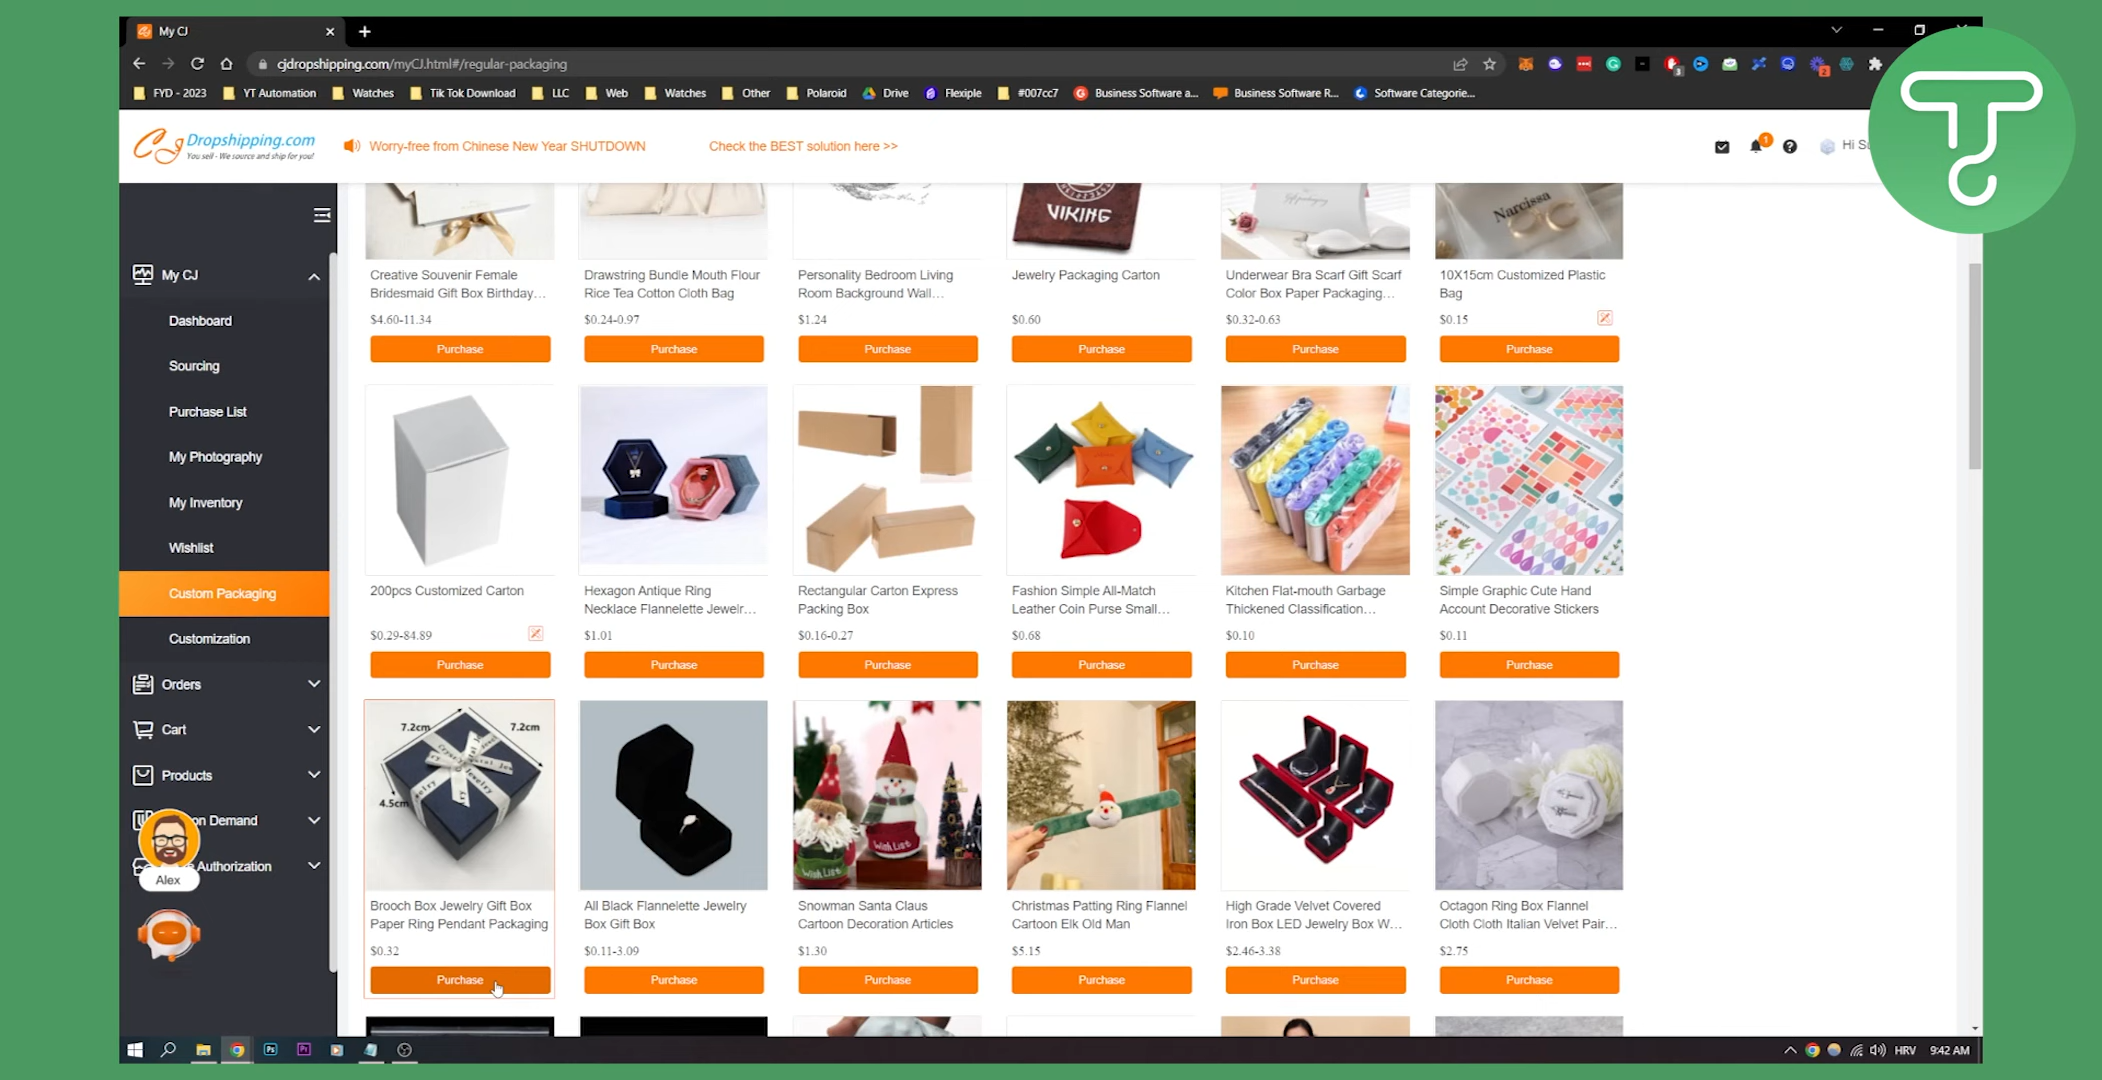 My CJ
cjdropshipping.com/myCJ.html#/regular-packaging
FYD - 2023
YT Automation
Watches
Tik Tok Download
LLC
Web
Watches
Other
Polaroid
Drive
Flexiple
#007cc7
Business Software a...
Business Software R...
Software Categorie...
Dropshipping.com
You sell - We source and ship for you!
Worry-free from Chinese New Year SHUTDOWN
Check the BEST solution here >>
1
Hi Su
My CJ
Dashboard
Sourcing
Purchase List
My Photography
My Inventory
Wishlist
Custom Packaging
Customization
Orders
Cart
Products
on Demand
Authorization
Alex
VIKING
Gift packaging
Narcissa
Creative Souvenir Female
Bridesmaid Gift Box Birthday...
$4.60-11.34
Purchase
Drawstring Bundle Mouth Flour
Rice Tea Cotton Cloth Bag
$0.24-0.97
Purchase
Personality Bedroom Living
Room Background Wall...
$1.24
Purchase
Jewelry Packaging Carton
$0.60
Purchase
Underwear Bra Scarf Gift Scarf
Color Box Paper Packaging...
$0.32-0.63
Purchase
10X15cm Customized Plastic
Bag
$0.15
Purchase
200pcs Customized Carton
$0.29-84.89
Purchase
Hexagon Antique Ring
Necklace Flannelette Jewelr...
$1.01
Purchase
Rectangular Carton Express
Packing Box
$0.16-0.27
Purchase
Fashion Simple All-Match
Leather Coin Purse Small...
$0.68
Purchase
Kitchen Flat-mouth Garbage
Thickened Classification...
$0.10
Purchase
Simple Graphic Cute Hand
Account Decorative Stickers
$0.11
Purchase
7.2cm
7.2cm
4.5cm
Brooch Box Jewelry Gift Box
Paper Ring Pendant Packaging
$0.32
Purchase
All Black Flannelette Jewelry
Box Gift Box
$0.11-3.09
Purchase
Wish List
Wish List
Snowman Santa Claus
Cartoon Decoration Articles
$1.30
Purchase
Christmas Patting Ring Flannel
Cartoon Elk Old Man
$5.15
Purchase
High Grade Velvet Covered
Iron Box LED Jewelry Box W...
$2.46-3.38
Purchase
Octagon Ring Box Flannel
Cloth Cloth Italian Velvet Pair...
$2.75
Purchase
HRV
9:42 AM